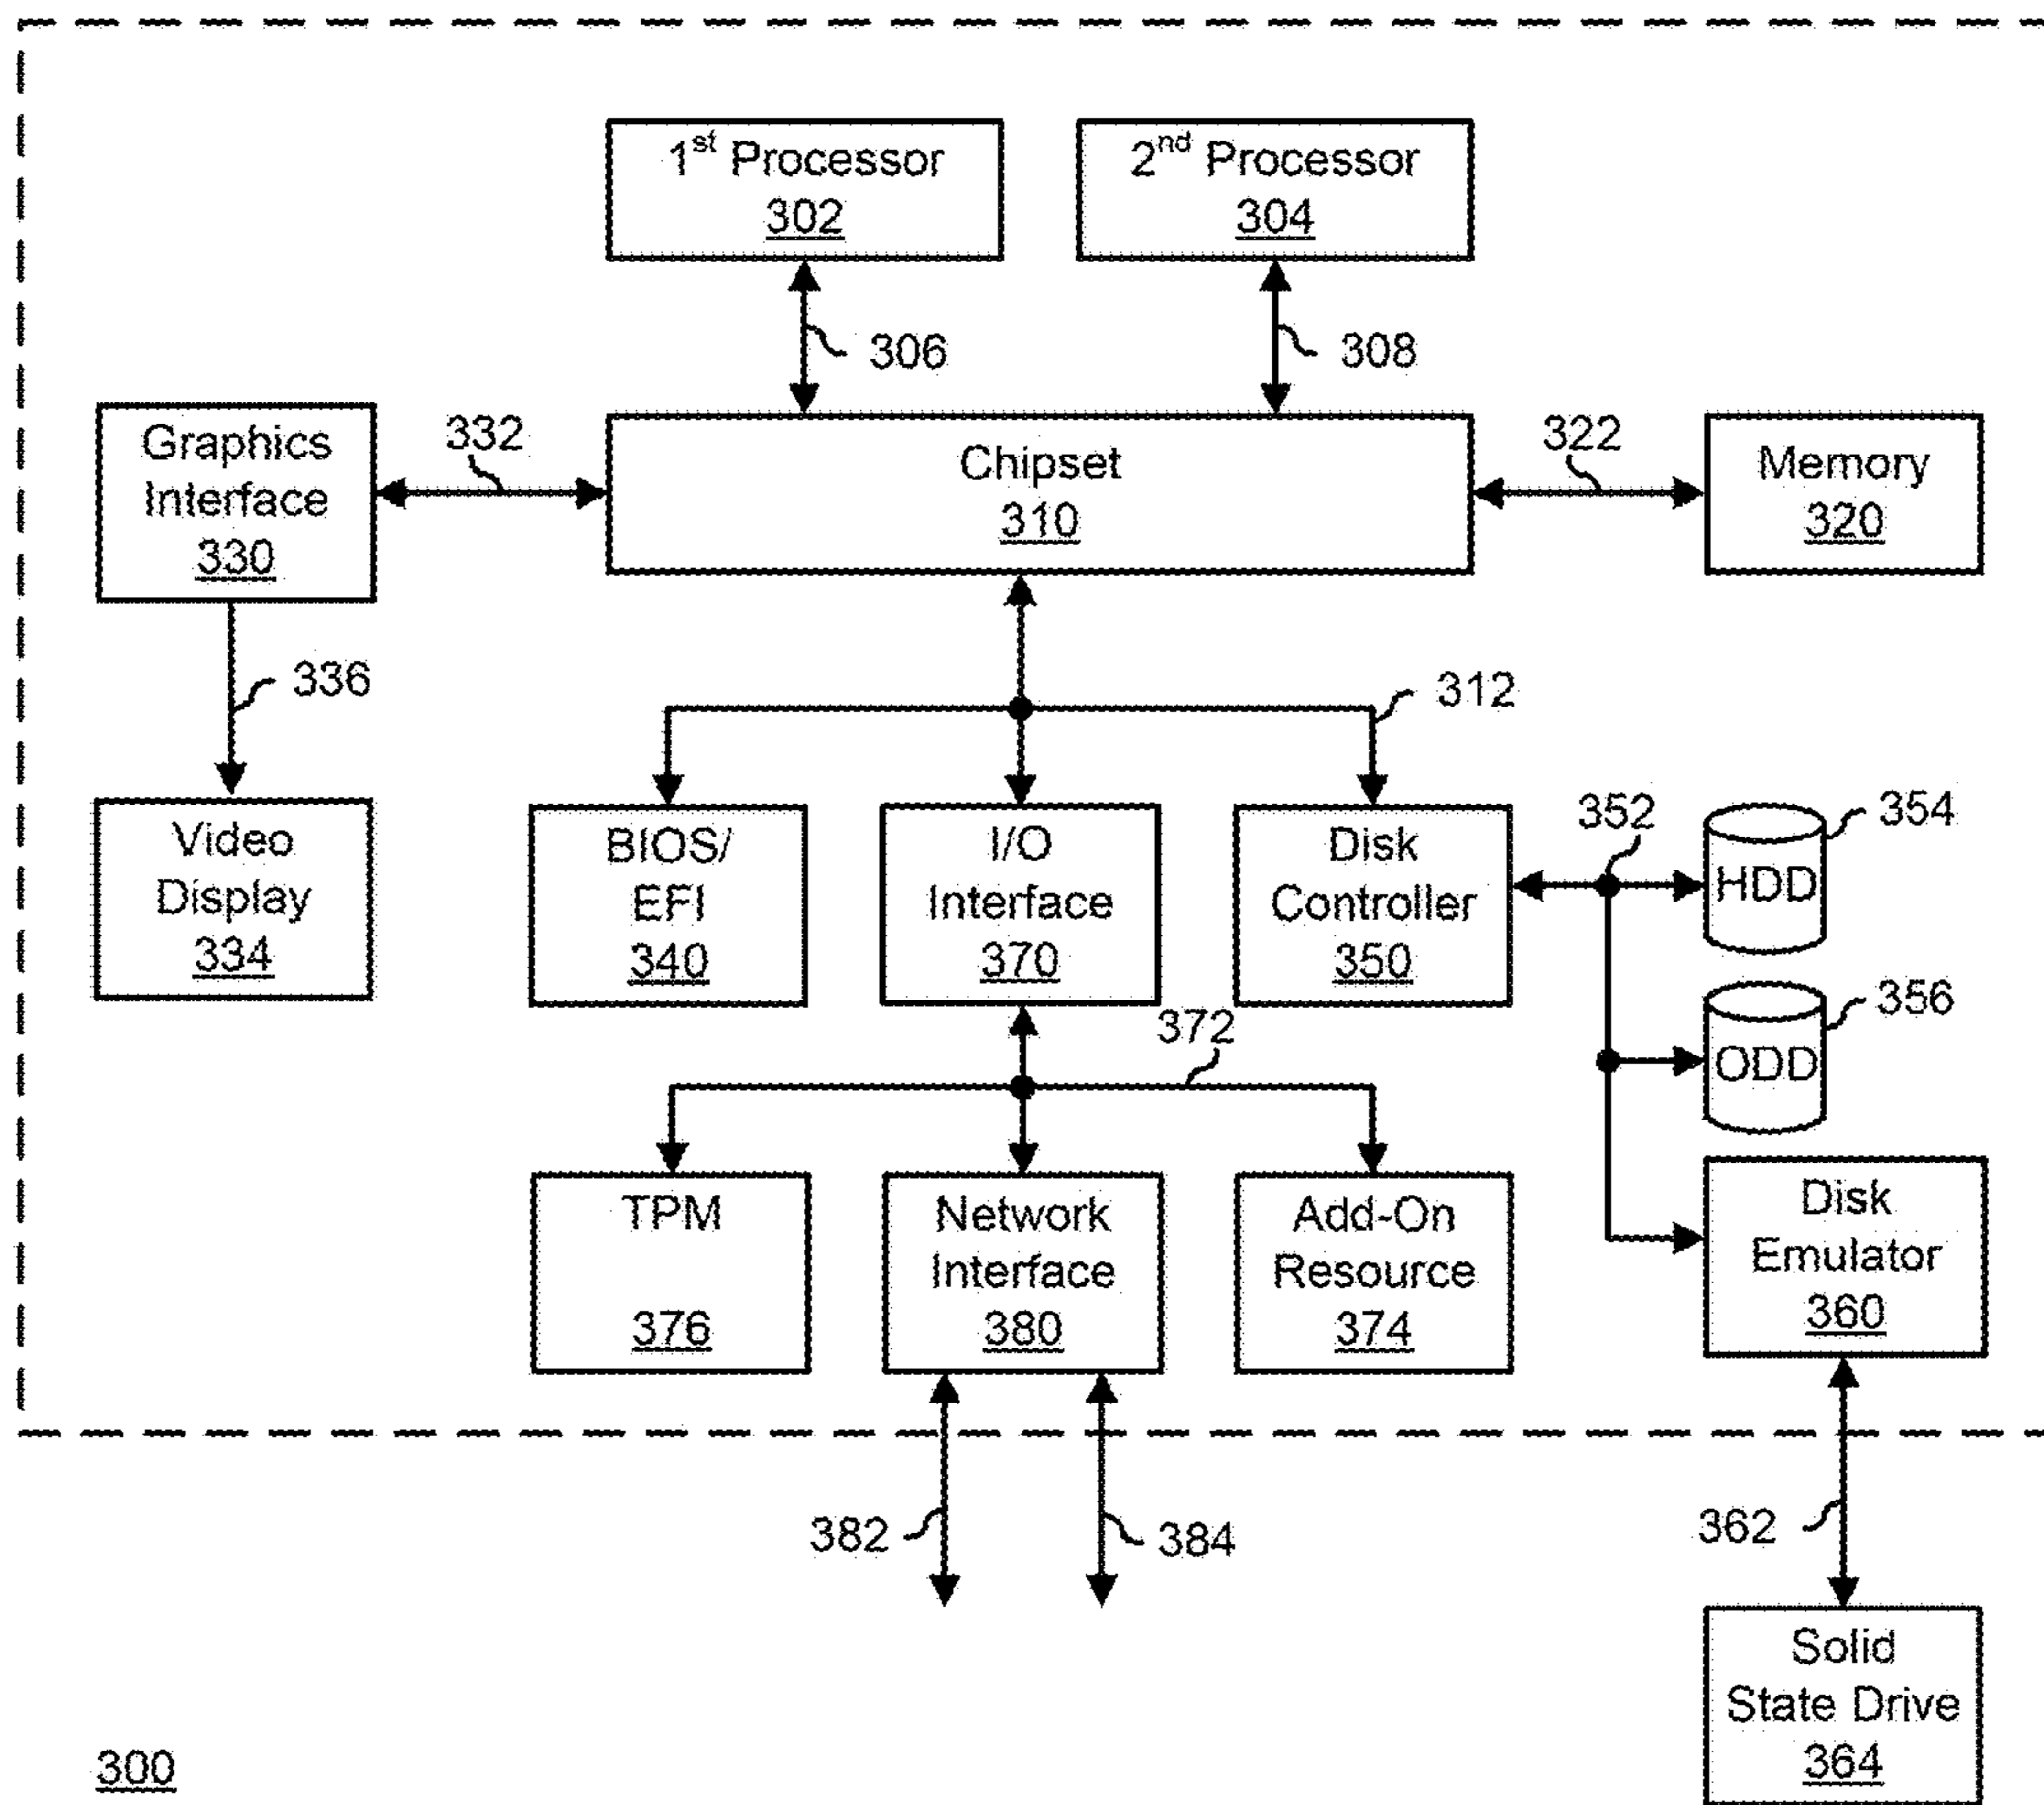 1st Processor
302
2nd Processor
304
306
308
Graphics
Interface
330
332
Chipset
310
322
Memory
320
336
312
Video
Display
334
BIOS/
EFI
340
I/O
Interface
370
Disk
Controller
350
352
354
HDD
356
ODD
372
TPM
376
Network
Interface
380
Add-On
Resource
374
Disk
Emulator
360
382
384
362
Solid
State Drive
364
300